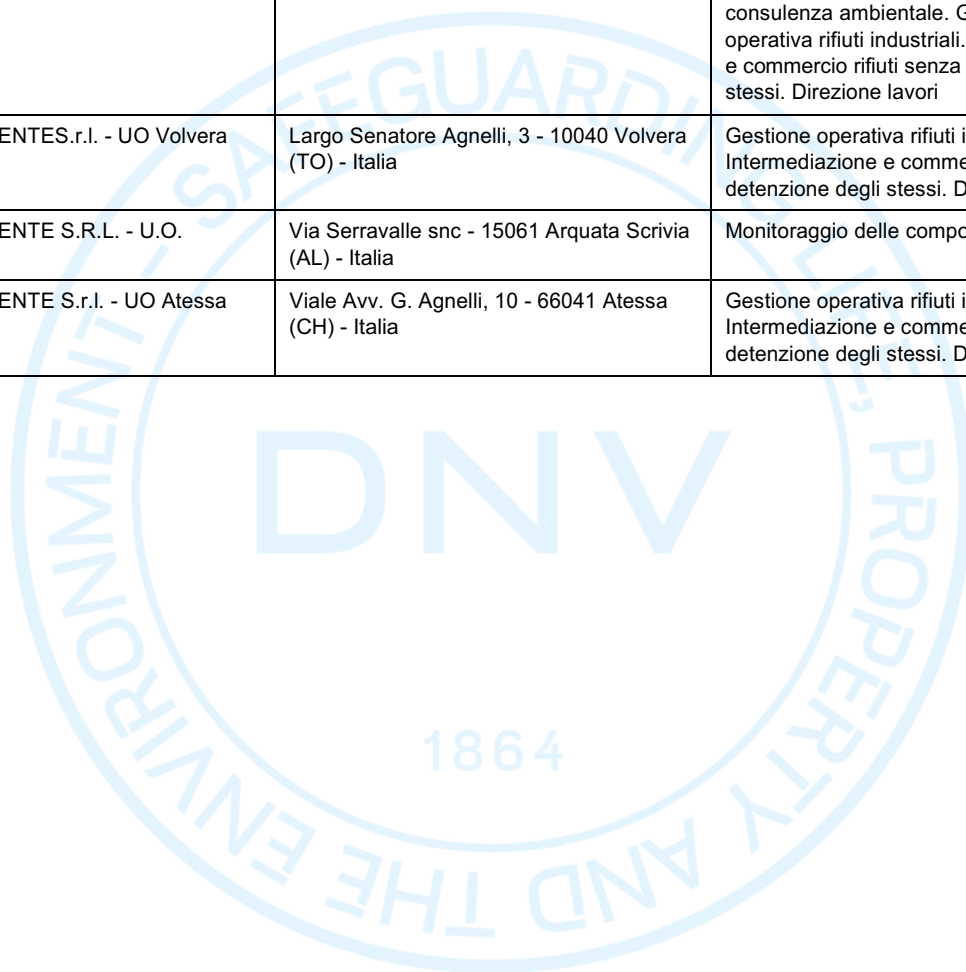 consulenza ambientale. G
operativa rifiuti industriali.
e commercio rifiuti senza
stessi. Direzione lavori
ENTES.r.l. - UO Volvera
Largo Senatore Agnelli, 3 - 10040 Volvera
(TO) - Italia
Gestione operativa rifiuti i
Intermediazione e comme
detenzione degli stessi. D
ENTE S.R.L. - U.O.
Via Serravalle snc - 15061 Arquata Scrivia
(AL) - Italia
Monitoraggio delle compo
ENTE S.r.l. - UO Atessa
Viale Avv. G. Agnelli, 10 - 66041 Atessa
(CH) - Italia
Gestione operativa rifiuti i
Intermediazione e comme
detenzione degli stessi. D
SAFEGUARDING LIFE, PROPERTY AND THE ENVIRONMENT -
DNV
1864